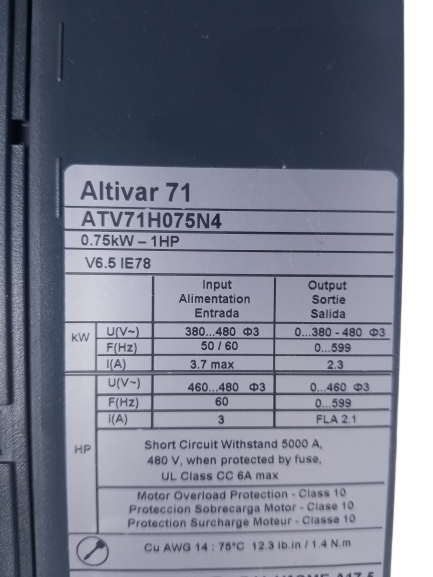 Altivar 71
ATV71H075N4
0.75kW – 1HP
V6.5 IE78
Input Output
Alimentation Sortie
Entrada Salida
kW U(V~) 380...480 Φ3 0...380 - 480 Φ3
F(Hz) 50 / 60 0...599
I(A) 3.7 max 2.3
HP U(V~) 460...480 Φ3 0...460 Φ3
F(Hz) 60 0...599
I(A) 3 FLA 2.1
Short Circuit Withstand 5000 A,
480 V, when protected by fuse,
UL Class CC 6A max
Motor Overload Protection - Class 10
Proteccion Sobrecarga Motor - Clase 10
Protection Surcharge Moteur - Classe 10
Cu AWG 14 : 75°C 12.3 lb.in / 1.4 N.m